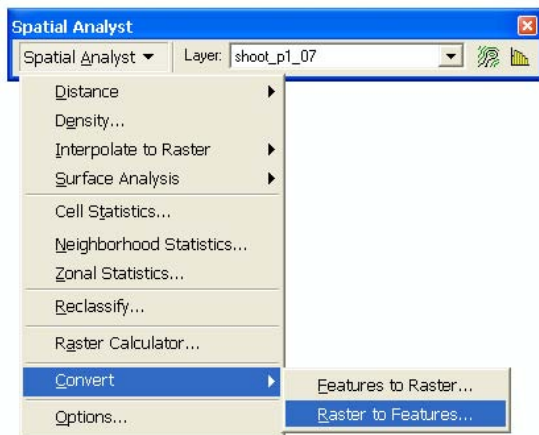 Spatial Analyst
Spatial Analyst Layer: shoot_p1_07
Distance
Density...
Interpolate to Raster
Surface Analysis
Cell Statistics...
Neighborhood Statistics...
Zonal Statistics...
Reclassify...
Raster Calculator...
Convert
Features to Raster...
Raster to Features...
Options...